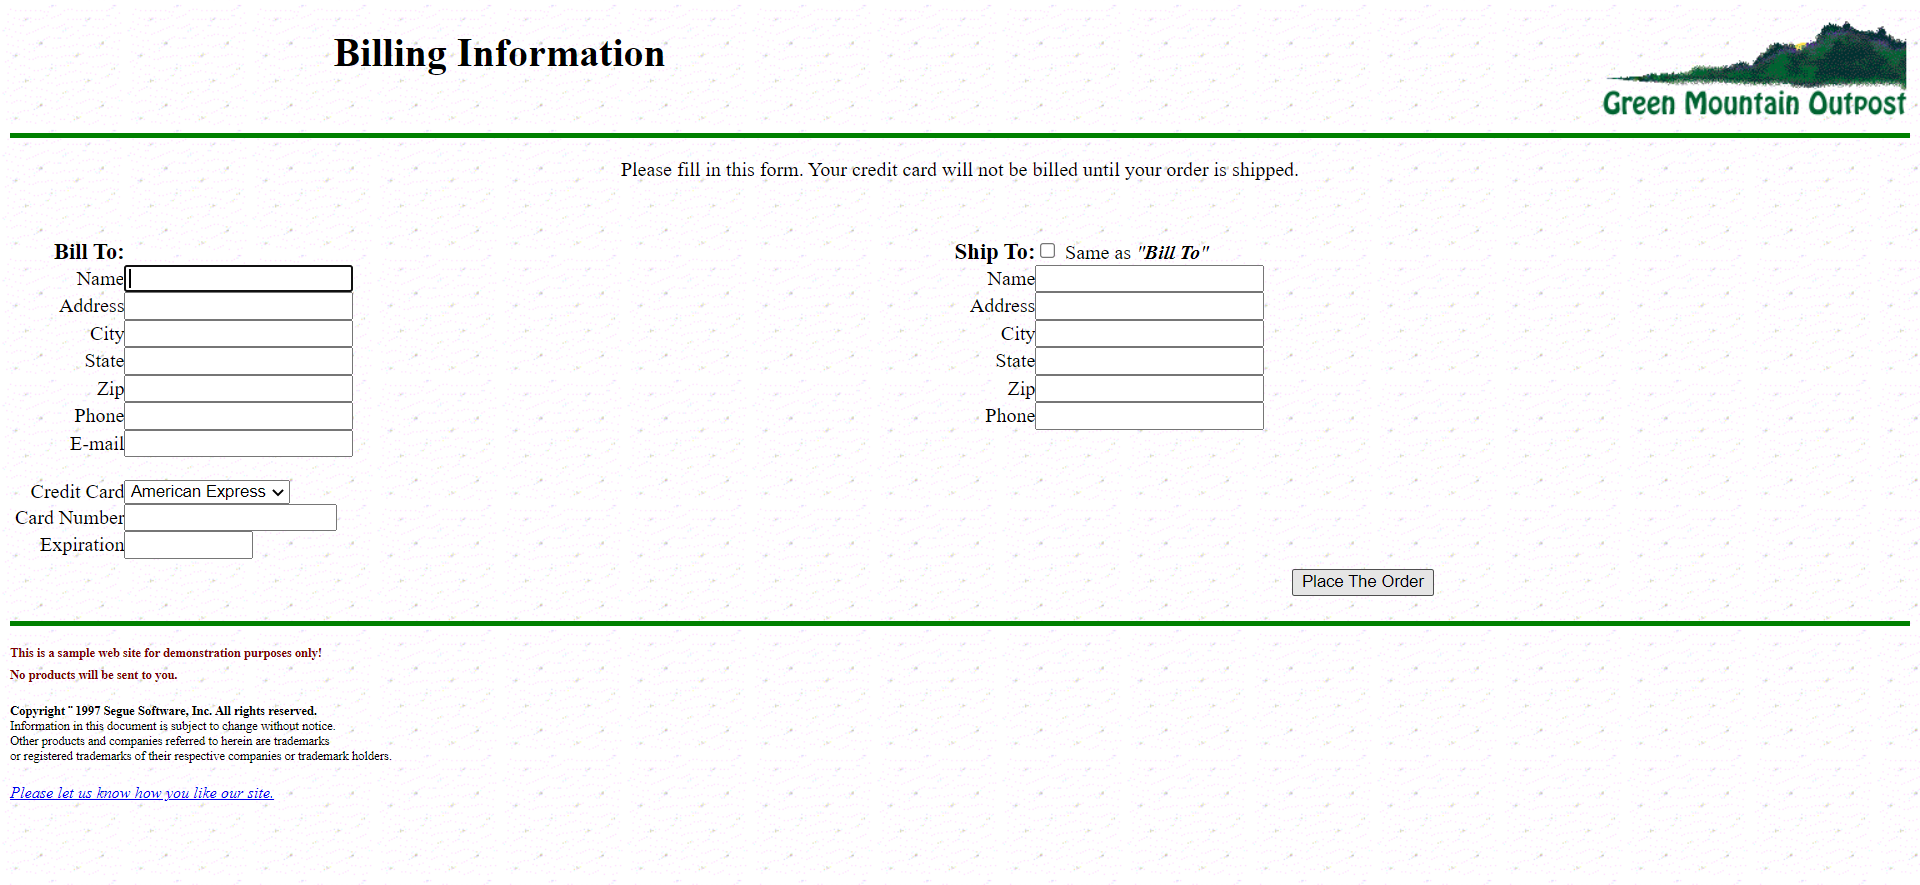 Billing Information
Green Mountain Outpost
Please fill in this form. Your credit card will not be billed until your order is shipped.
Bill To:
Name
Address
City
State
Zip
Phone
E-mail
Credit Card American Express
Card Number
Expiration
Ship To: Same as "Bill To"
Name
Address
City
State
Zip
Phone
Place The Order
This is a sample web site for demonstration purposes only!
No products will be sent to you.
Copyright ¨ 1997 Segue Software, Inc. All rights reserved.
Information in this document is subject to change without notice.
Other products and companies referred to herein are trademarks
or registered trademarks of their respective companies or trademark holders.
Please let us know how you like our site.